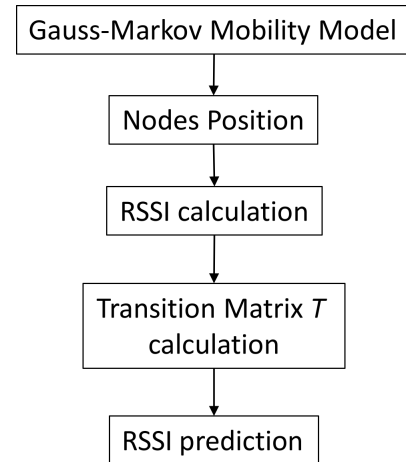 Gauss-Markov Mobility Model
Nodes Position
RSSI calculation
Transition Matrix T
calculation
RSSI prediction